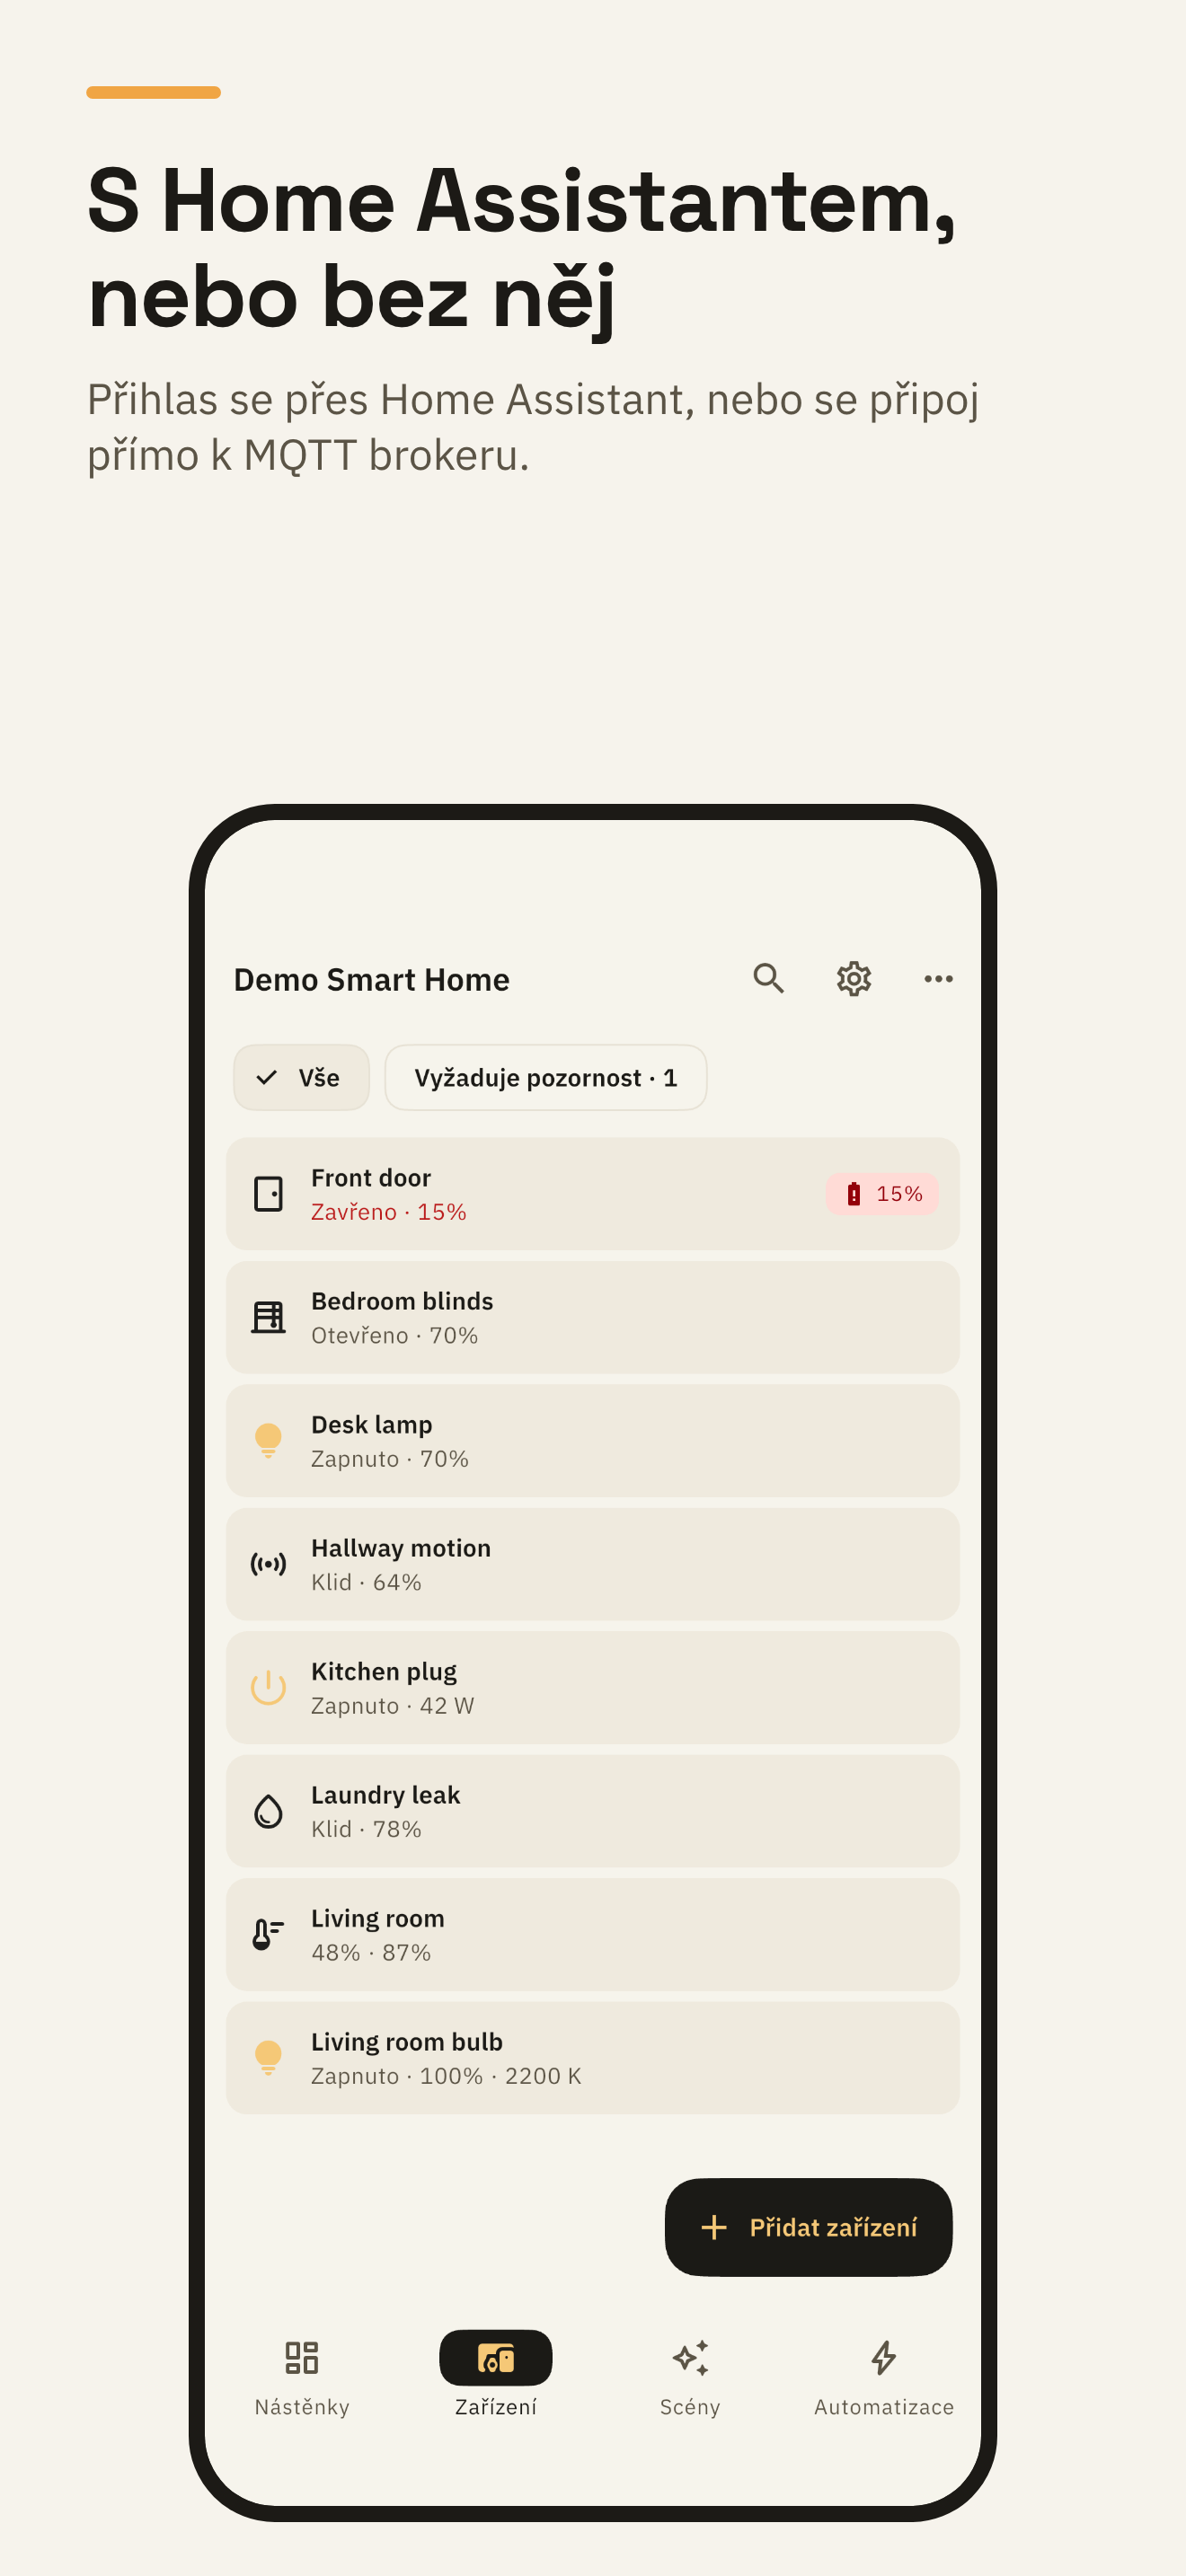 S Home Assistantem,
nebo bez něj
Přihlas se přes Home Assistant, nebo se připoj
přímo k MQTT brokeru.
Demo Smart Home
Vše
Vyžaduje pozornost · 1
Front door
Zavřeno · 15%
15%
Bedroom blinds
Otevřeno · 70%
Desk lamp
Zapnuto · 70%
Hallway motion
Klid · 64%
Kitchen plug
Zapnuto · 42 W
Laundry leak
Klid · 78%
Living room
48% · 87%
Living room bulb
Zapnuto · 100% · 2200 K
Přidat zařízení
Nástěnky
Zařízení
Scény
Automatizace